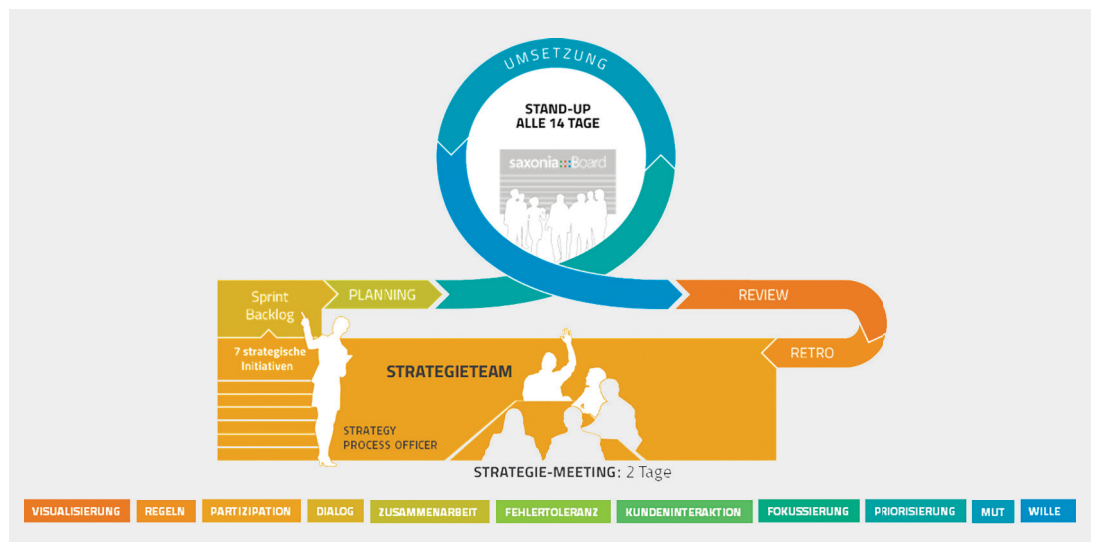 UMSETZUNG
STAND-UP
ALLE 14 TAGE
saxonia:::Board
Sprint
Backlog
PLANNING
REVIEW
7 strategische
Initiativen
STRATEGIETEAM
RETRO
STRATEGY
PROCESS OFFICER
STRATEGIE-MEETING: 2 Tage
VISUALISIERUNG REGELN PARTIZIPATION DIALOG ZUSAMMENARBEIT FEHLERTOLERANZ KUNDENINTERAKTION FOKUSSIERUNG PRIORISIERUNG MUT WILLE